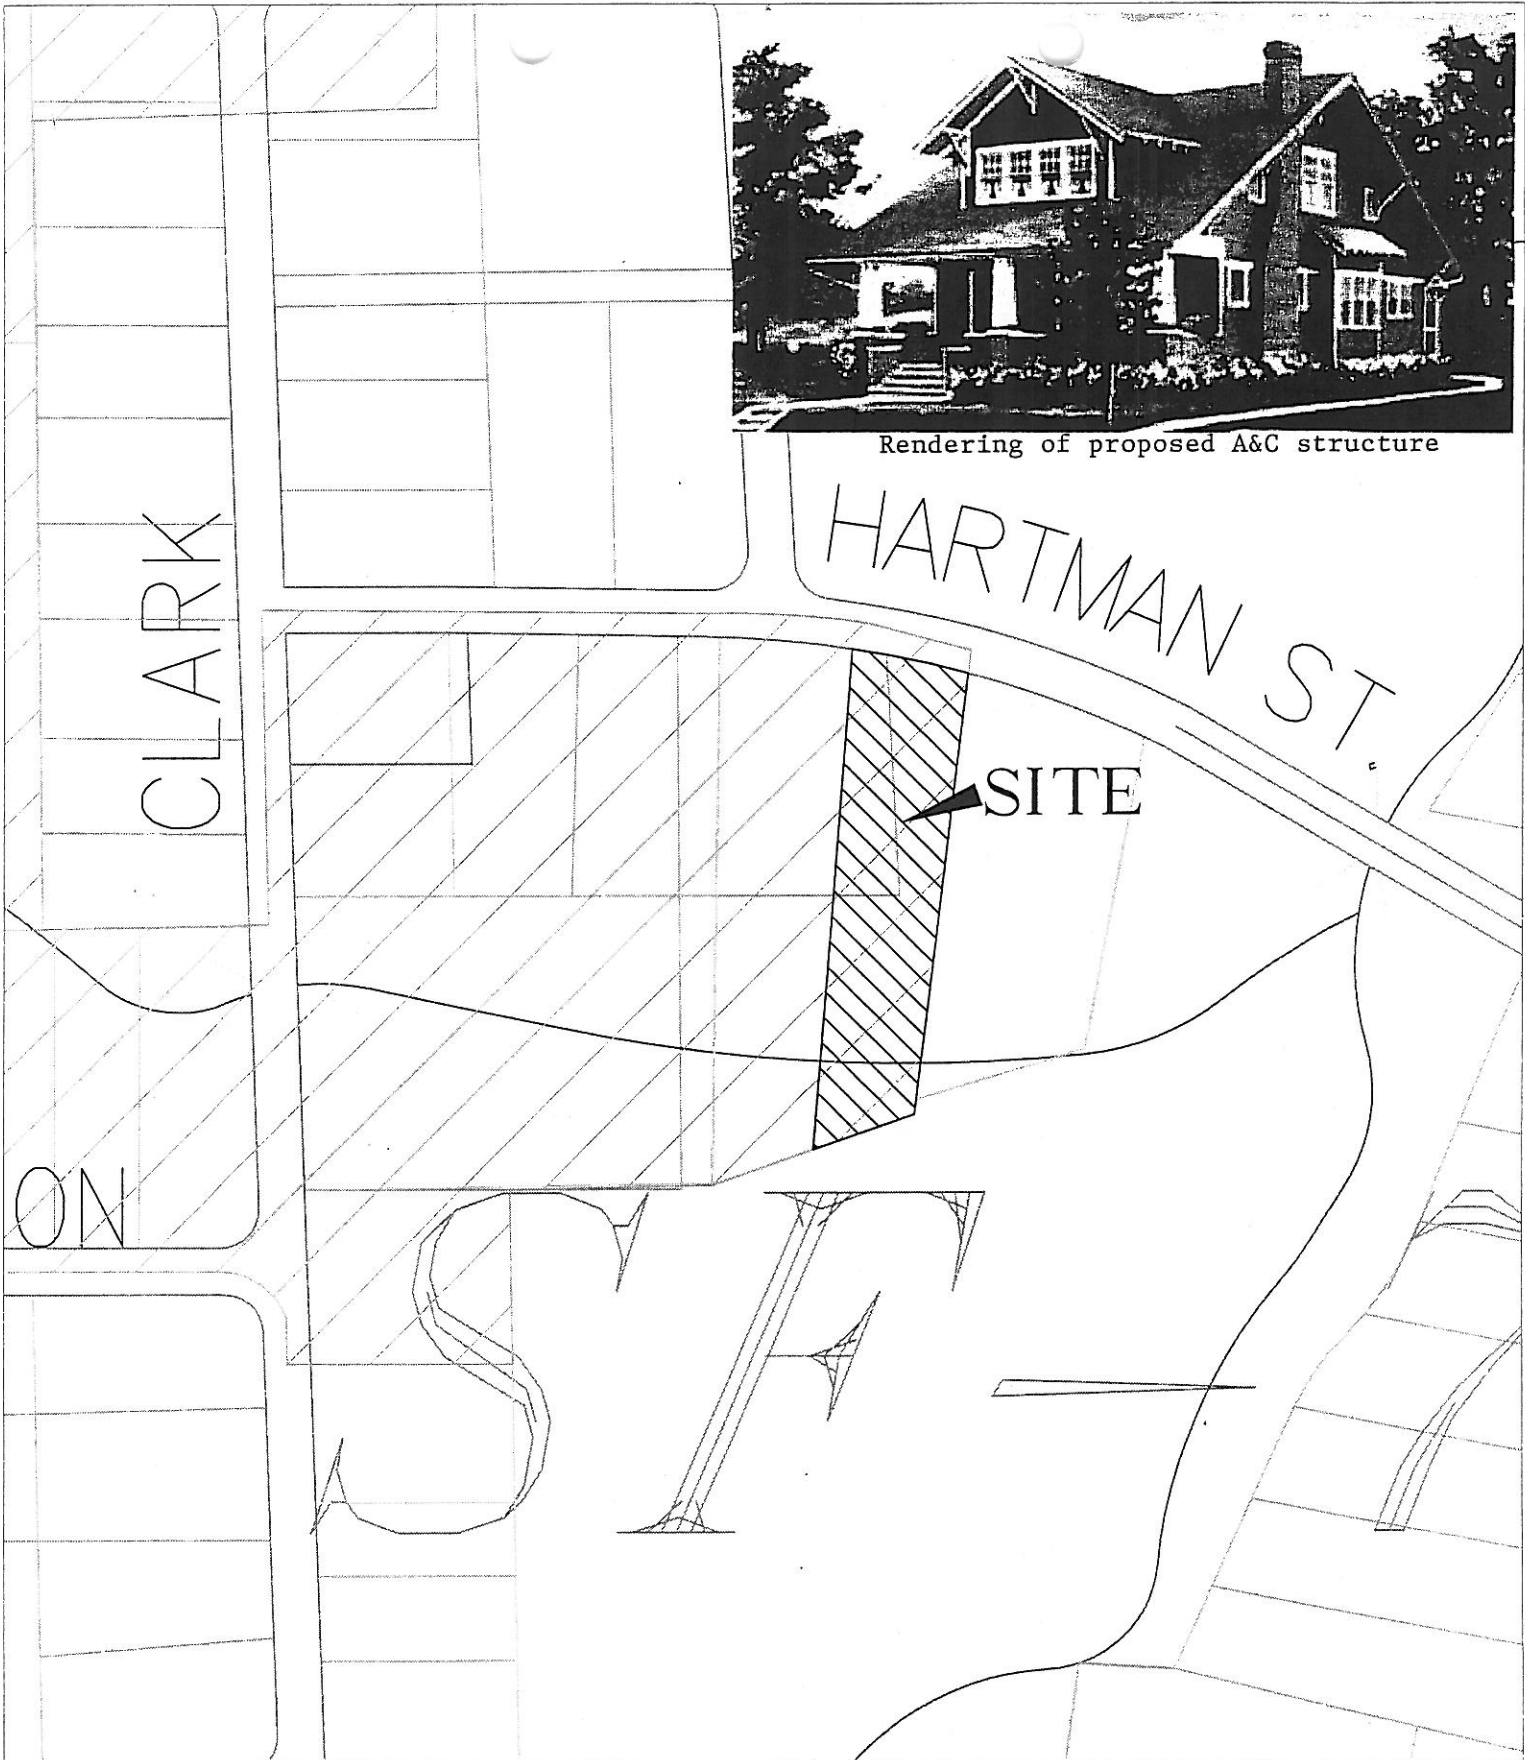 Rendering of proposed A&C structure
HARTMAN ST.
CLARK
SITE
ON
SF-